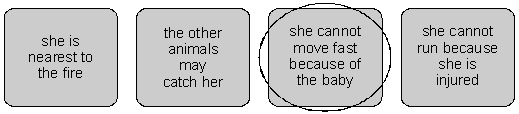 she is
nearest to
the fire
the other
animals
may
catch her
she cannot
move fast
because of
the baby
she cannot
run because
she is
injured